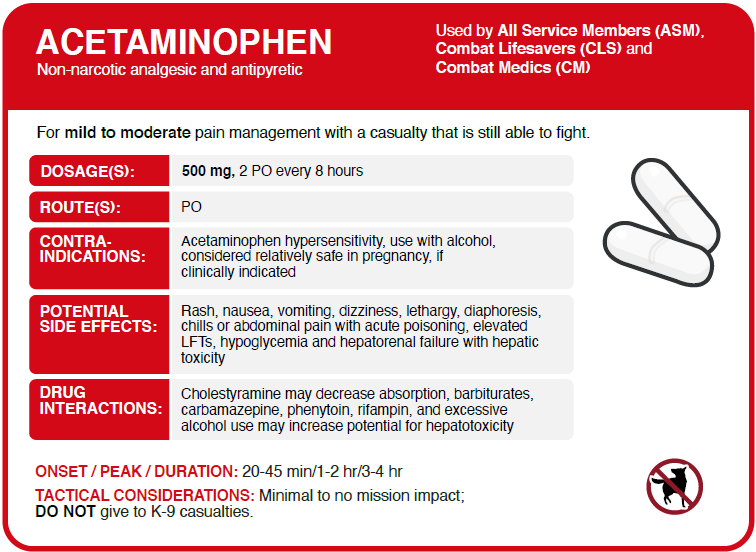 ACETAMINOPHEN
Non-narcotic analgesic and antipyretic
Used by All Service Members (ASM),
Combat Lifesavers (CLS) and
Combat Medics (CM)
For mild to moderate pain management with a casualty that is still able to fight.
DOSAGE(S): 500 mg, 2 PO every 8 hours
ROUTE(S): PO
CONTRA-
INDICATIONS:
Acetaminophen hypersensitivity, use with alcohol,
considered relatively safe in pregnancy, if
clinically indicated
POTENTIAL
SIDE EFFECTS:
Rash, nausea, vomiting, dizziness, lethargy, diaphoresis,
chills or abdominal pain with acute poisoning, elevated
LFTs, hypoglycemia and hepatorenal failure with hepatic
toxicity
DRUG
INTERACTIONS:
Cholestyramine may decrease absorption, barbiturates,
carbamazepine, phenytoin, rifampin, and excessive
alcohol use may increase potential for hepatotoxicity
ONSET / PEAK / DURATION: 20-45 min/1-2 hr/3-4 hr
TACTICAL CONSIDERATIONS: Minimal to no mission impact;
DO NOT give to K-9 casualties.